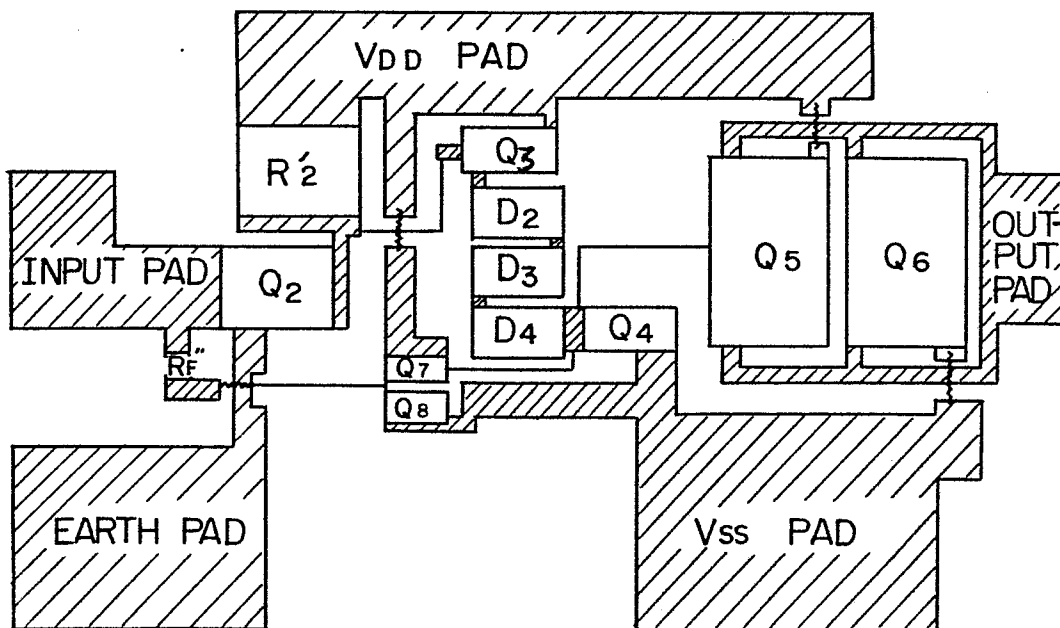 VDD PAD
Q3
R'2
D2
INPUT PAD
Q2
D3
Q5
Q6
OUT-
PUT
PAD
D4
Q4
RF"
Q7
Q8
EARTH PAD
Vss PAD